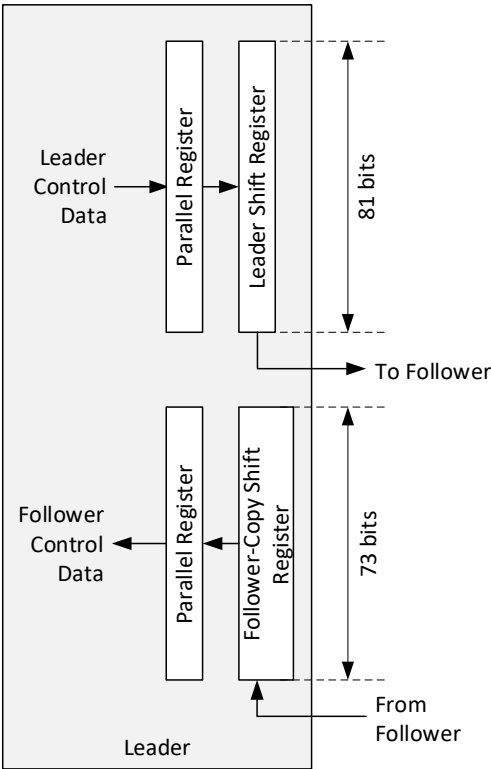 Leader
Control
Data
Parallel Register
Leader Shift Register
81 bits
To Follower
Follower
Control
Data
Parallel Register
Follower-Copy Shift
Register
73 bits
From
Follower
Leader